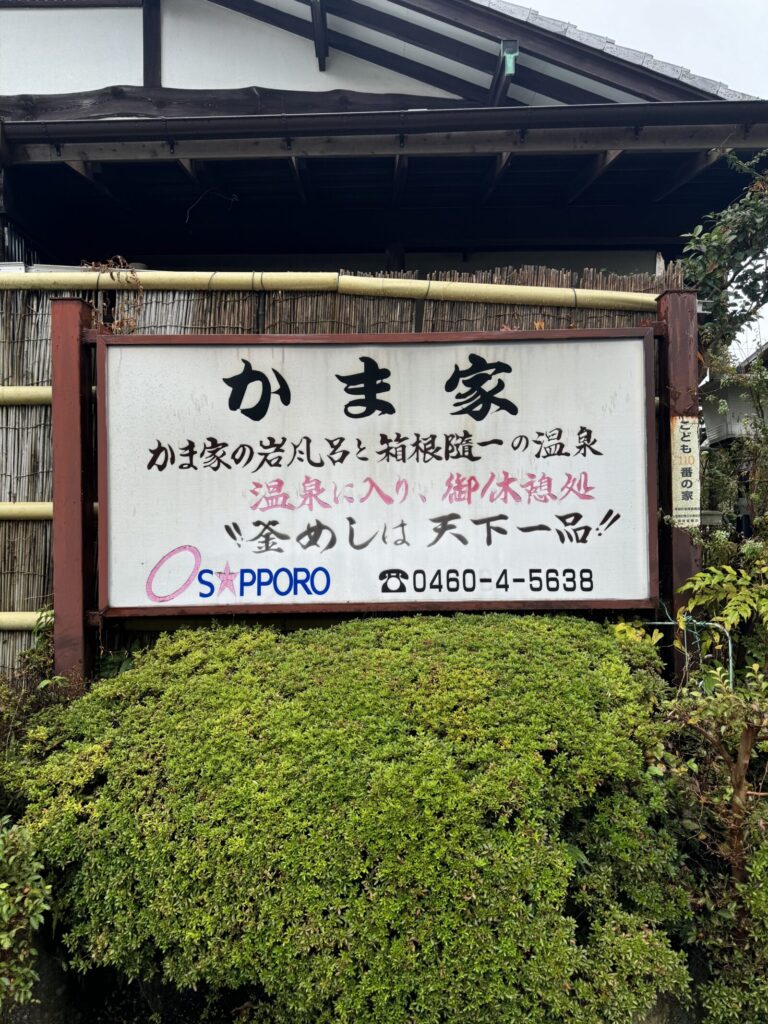 かま家
かま家の岩風呂と箱根随一の温泉
温泉に入り、御休憩処
"釜めしは 天下一品!!
SAPPORO
☎0460-4-5638
こども110番の家